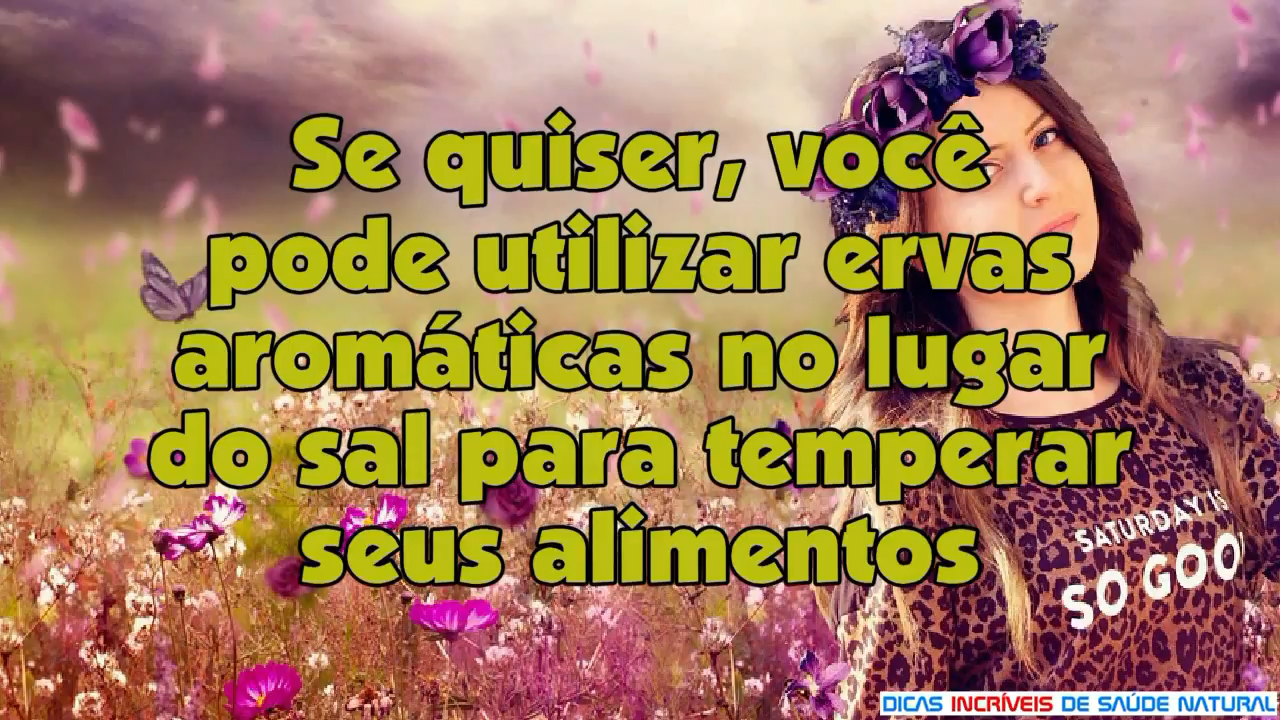 Se quiser, você
pode utilizar ervas
aromáticas no lugar
do sal para temperar
seus alimentos
SATURDAY IS
SO GOO
DICAS INCRÍVEIS DE SAÚDE NATURAL